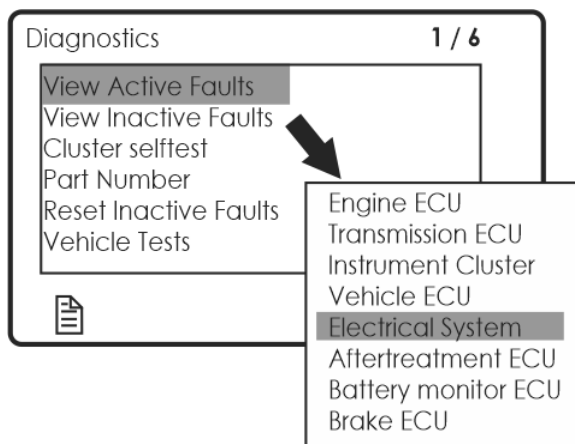 Diagnostics 1 / 6
View Active Faults
View Inactive Faults
Cluster selftest
Part Number
Reset Inactive Faults
Vehicle Tests
Engine ECU
Transmission ECU
Instrument Cluster
Vehicle ECU
Electrical System
Aftertreatment ECU
Battery monitor ECU
Brake ECU